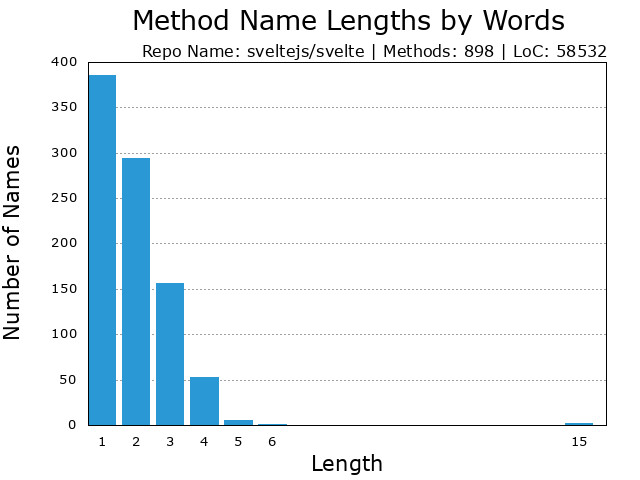 Method Name Lengths by Words
Repo Name: sveltejs/svelte | Methods: 898 | LoC: 58532
400
350
300
250
200
150
100
50
0
Number of Names
1 2 3 4 5 6 15
Length